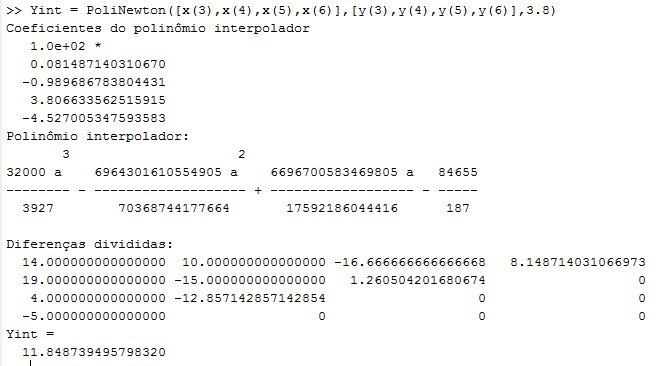 >> Yint = PoliNewton([x(3),x(4),x(5),x(6)],[y(3),y(4),y(5),y(6)],3.8)
Coeficientes do polinômio interpolador
1.0e+02 *
0.081487140310670
-0.989686783804431
3.806633562515915
-4.527005347593583
Polinômio interpolador:
3 2
32000 a 6964301610554905 a 6696700583469805 a 84655
-------- - ------------------- + ------------------ - -----
3927 70368744177664 17592186044416 187
Diferenças divididas:
14.000000000000000 10.000000000000000 -16.666666666666668 8.148714031066973
19.000000000000000 -15.000000000000000 1.260504201680674 0
4.000000000000000 -12.857142857142854 0 0
-5.000000000000000 0 0 0
Yint =
11.848739495798320